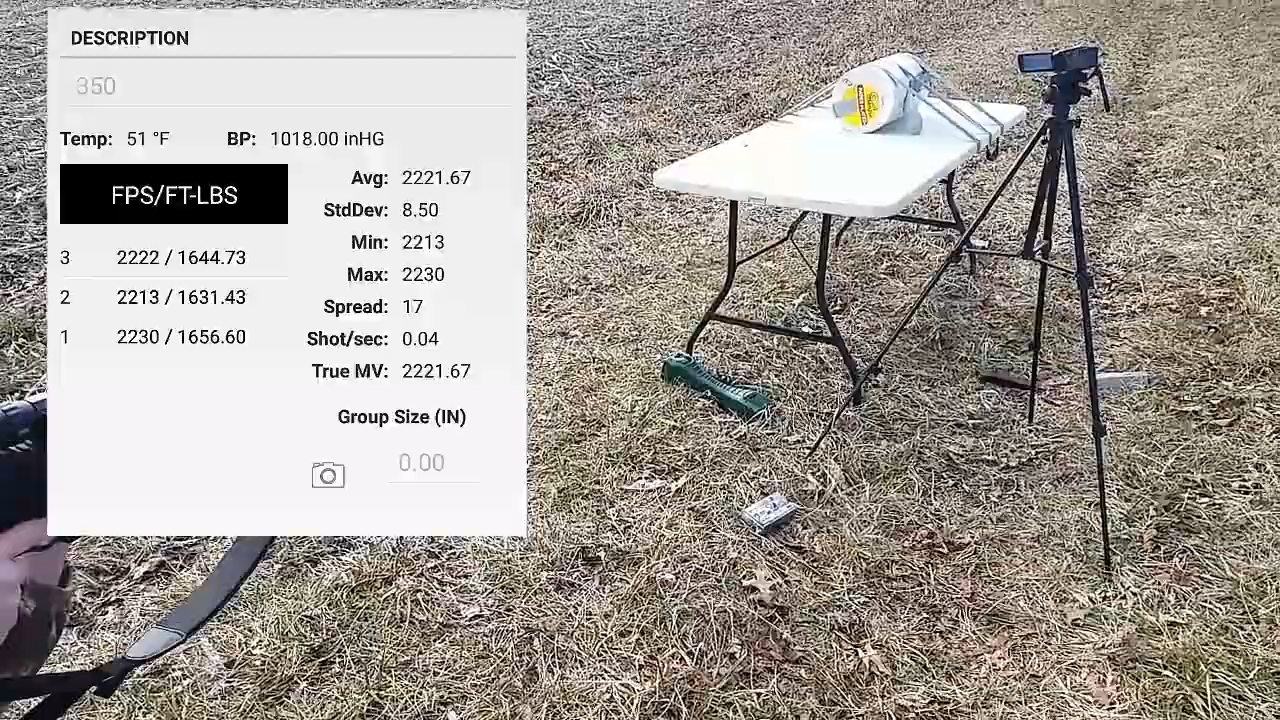 DESCRIPTION
350
Temp: 51 °F BP: 1018.00 inHG
FPS/FT-LBS
Avg: 2221.67
StdDev: 8.50
Min: 2213
3 2222 / 1644.73
Max: 2230
2 2213 / 1631.43
Spread: 17
1 2230 / 1656.60
Shot/sec: 0.04
True MV: 2221.67
Group Size (IN)
0.00